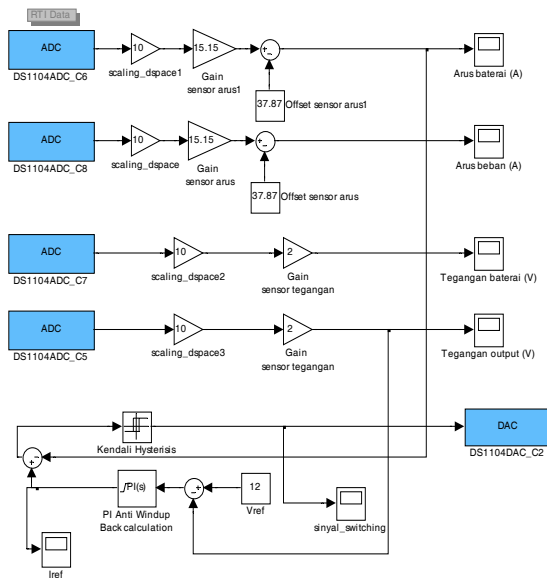 RTI Data
ADC
DS1104ADC_C6
10
scaling_dspace1
15.15
Gain
sensor arus1
37.87
Offset sensor arus1
Arus baterai (A)
ADC
DS1104ADC_C8
10
scaling_dspace
15.15
Gain
sensor arus
37.87
Offset sensor arus
Arus beban (A)
ADC
DS1104ADC_C7
10
scaling_dspace2
2
Gain
sensor tegangan
Tegangan baterai (V)
ADC
DS1104ADC_C5
10
scaling_dspace3
2
Gain
sensor tegangan
Tegangan output (V)
Kendali Hysterisis
DAC
DS1104DAC_C2
PI(s)
PI Anti Windup
Back calculation
12
Vref
sinyal_switching
Iref